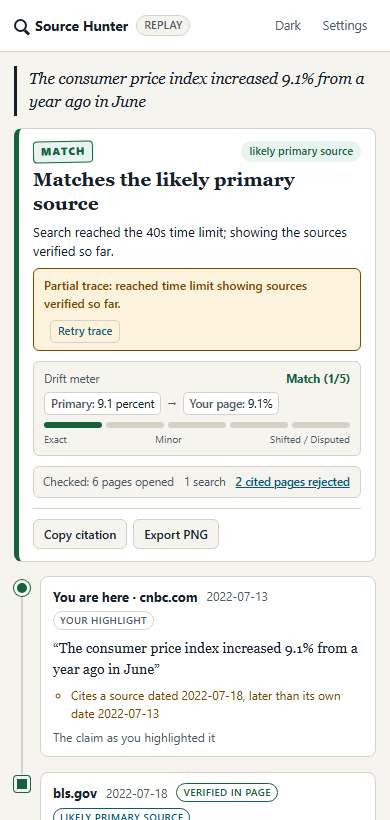 Source Hunter REPLAY Dark Settings
The consumer price index increased 9.1% from a
year ago in June
MATCH likely primary source
Matches the likely primary
source
Search reached the 40s time limit; showing the sources
verified so far.
Partial trace: reached time limit showing sources
verified so far.
Retry trace
Drift meter Match (1/5)
Primary: 9.1 percent → Your page: 9.1%
Exact Minor Shifted / Disputed
Checked: 6 pages opened 1 search 2 cited pages rejected
Copy citation Export PNG
You are here · cnbc.com 2022-07-13
YOUR HIGHLIGHT
“The consumer price index increased 9.1% from a
year ago in June”
Cites a source dated 2022-07-18, later than its own
date 2022-07-13
The claim as you highlighted it
bls.gov 2022-07-18 VERIFIED IN PAGE
LIKELY PRIMARY SOURCE